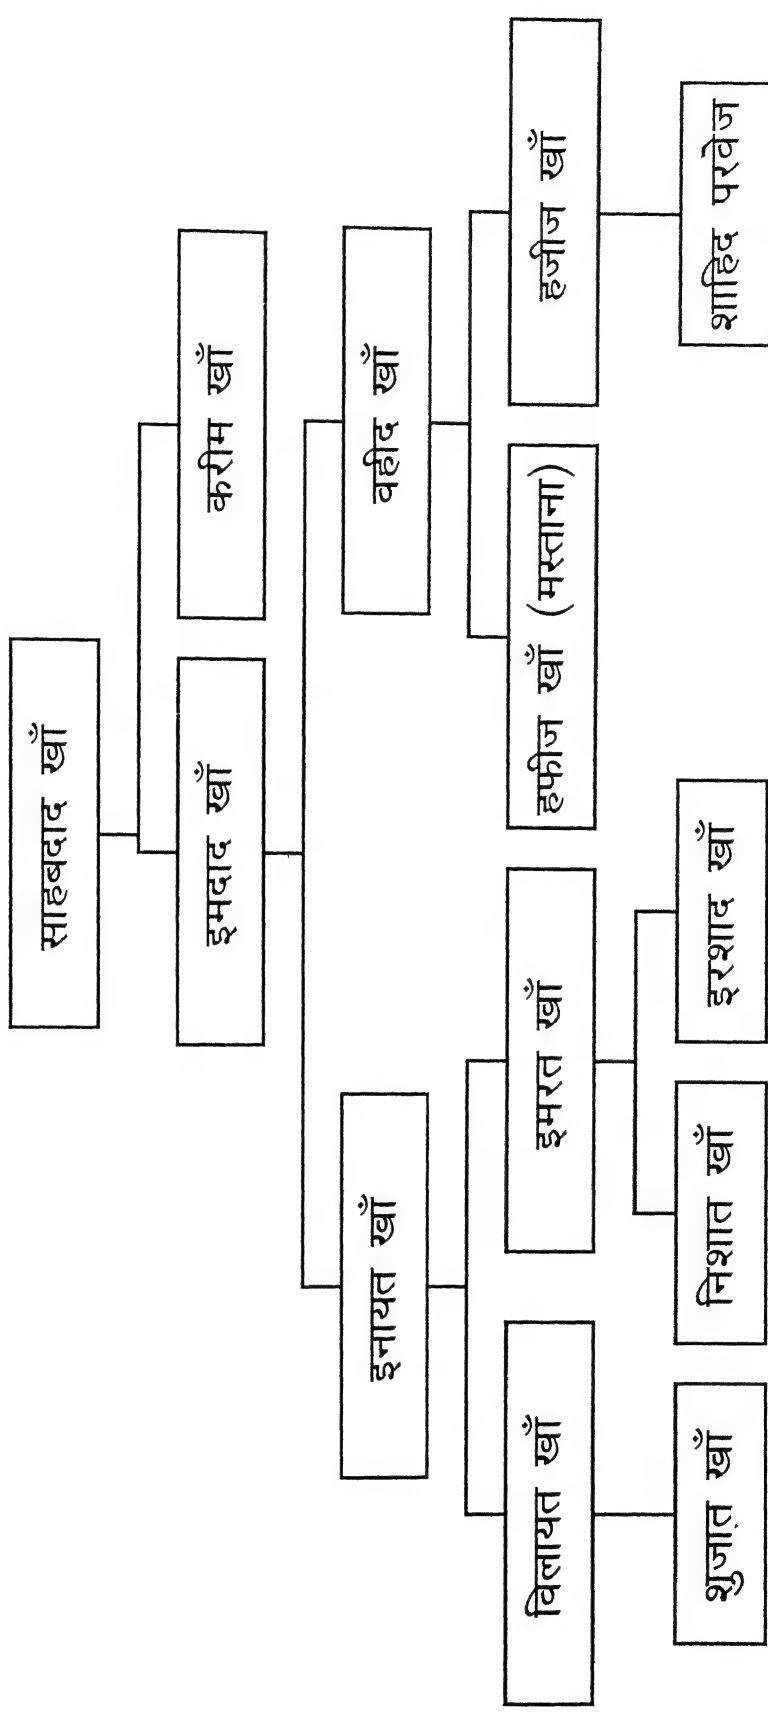 साहबदाद खाँ
इमदाद खाँ
करीम खाँ
इनायत खाँ
वहीद खाँ
विलायत खाँ
इमरत खाँ
हफीज खाँ (मस्ताना)
हजीज खाँ
शुजात़ खाँ
निशात खाँ
इरशाद खाँ
शाहिद परवेज